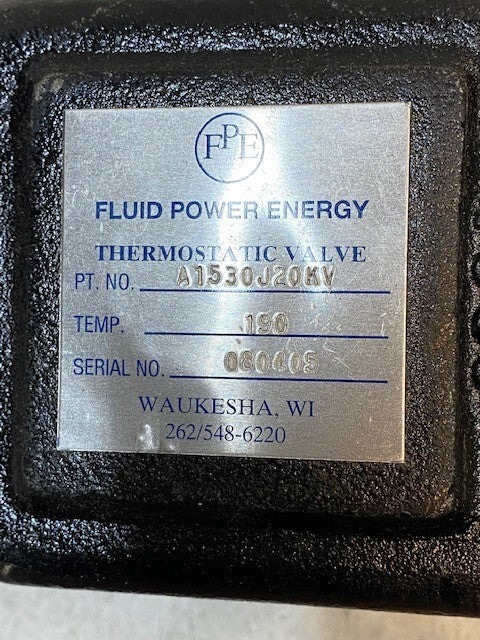 FPE
FLUID POWER ENERGY
THERMOSTATIC VALVE
PT. NO. A1530J20KV
TEMP. 190
SERIAL NO. 080405
WAUKESHA, WI
262/548-6220